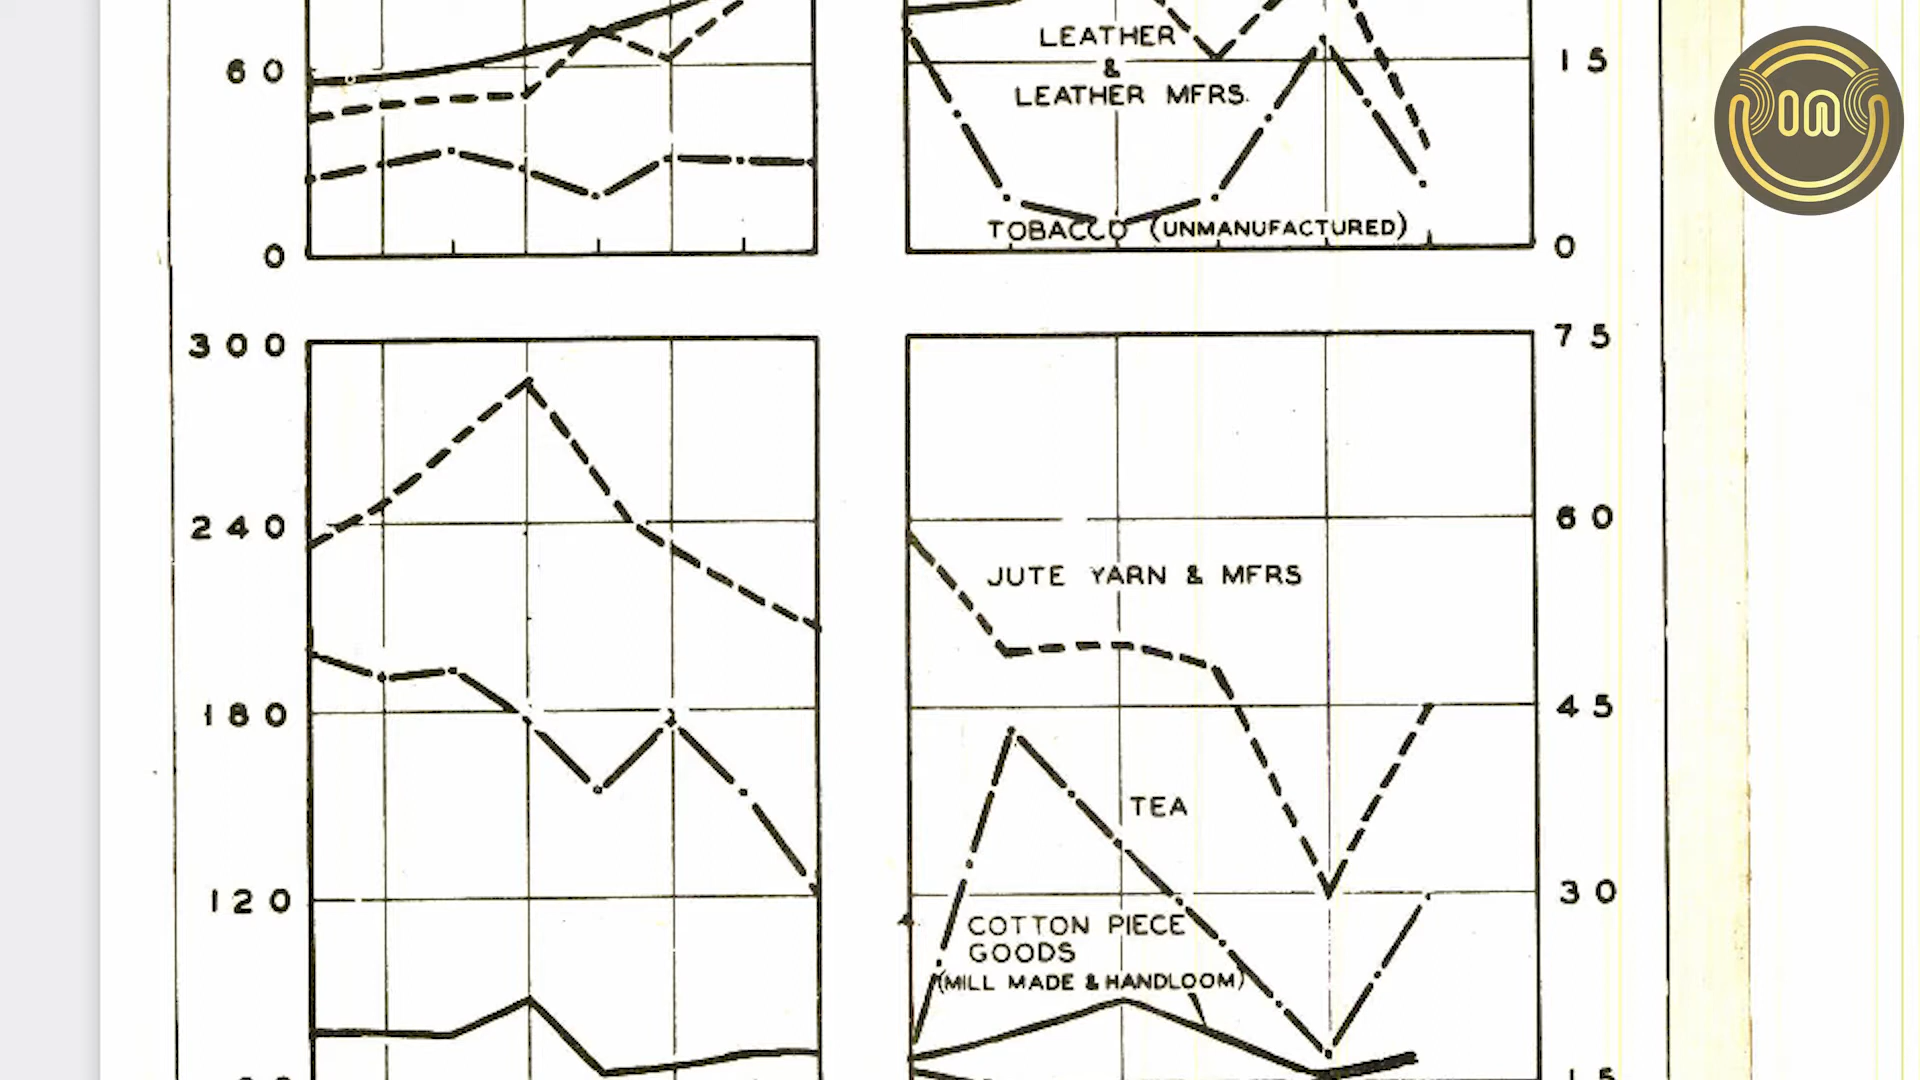 60
LEATHER
&
LEATHER MFRS.
15
TOBACCO (UNMANUFACTURED)
0
0
300
75
240
60
JUTE YARN & MFRS
180
45
TEA
120
30
COTTON PIECE
GOODS
(MILL MADE & HANDLOOM)
15